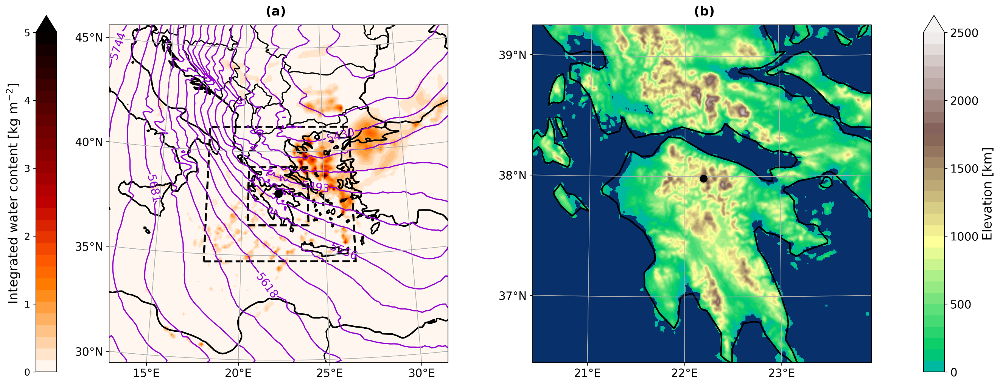 (a)
(b)
Integrated water content [kg m⁻²]
5
4
3
2
1
0
45°N
40°N
35°N
30°N
15°E
20°E
25°E
30°E
5744
5681
5430
5493
5556
5618
39°N
38°N
37°N
21°E
22°E
23°E
2500
2000
1500
1000
500
0
Elevation [km]